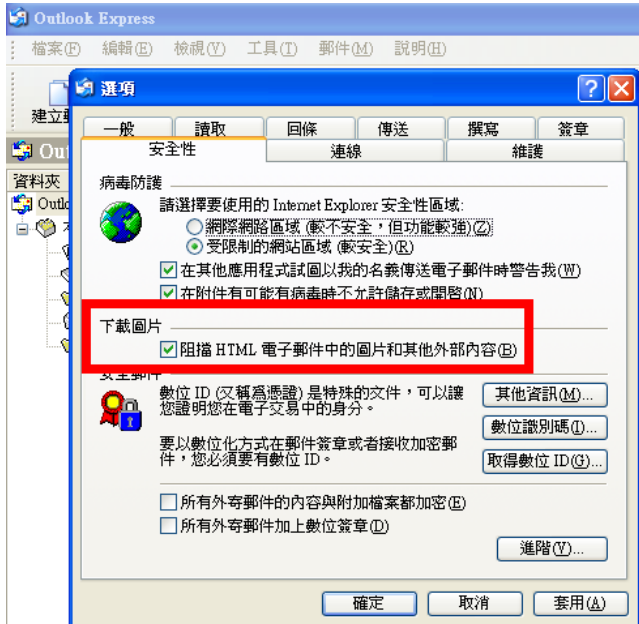 Outlook Express
檔案(F) 編輯(E) 檢視(V) 工具(T) 郵件(M) 說明(H)
選項
建立
一般 讀取 回條 傳送 撰寫 簽章
安全性 連線 維護
Out
資料夾
Outlo
病毒防護
請選擇要使用的 Internet Explorer 安全性區域:
網際網路區域 (較不安全，但功能較強)(Z)
受限制的網站區域 (較安全)(R)
在其他應用程式試圖以我的名義傳送電子郵件時警告我(W)
在附件有可能有病毒時不允許儲存或開啟(N)
下載圖片
阻擋 HTML 電子郵件中的圖片和其他外部內容(B)
安全郵件
數位 ID (又稱為憑證) 是特殊的文件，可以讓
您證明您在電子交易中的身分。
其他資訊(M)...
數位識別碼(I)...
要以數位化方式在郵件簽章或者接收加密郵
件，您必須要有數位 ID。
取得數位 ID(G)...
所有外寄郵件的內容與附加檔案都加密(E)
所有外寄郵件加上數位簽章(D)
進階(V)...
確定 取消 套用(A)